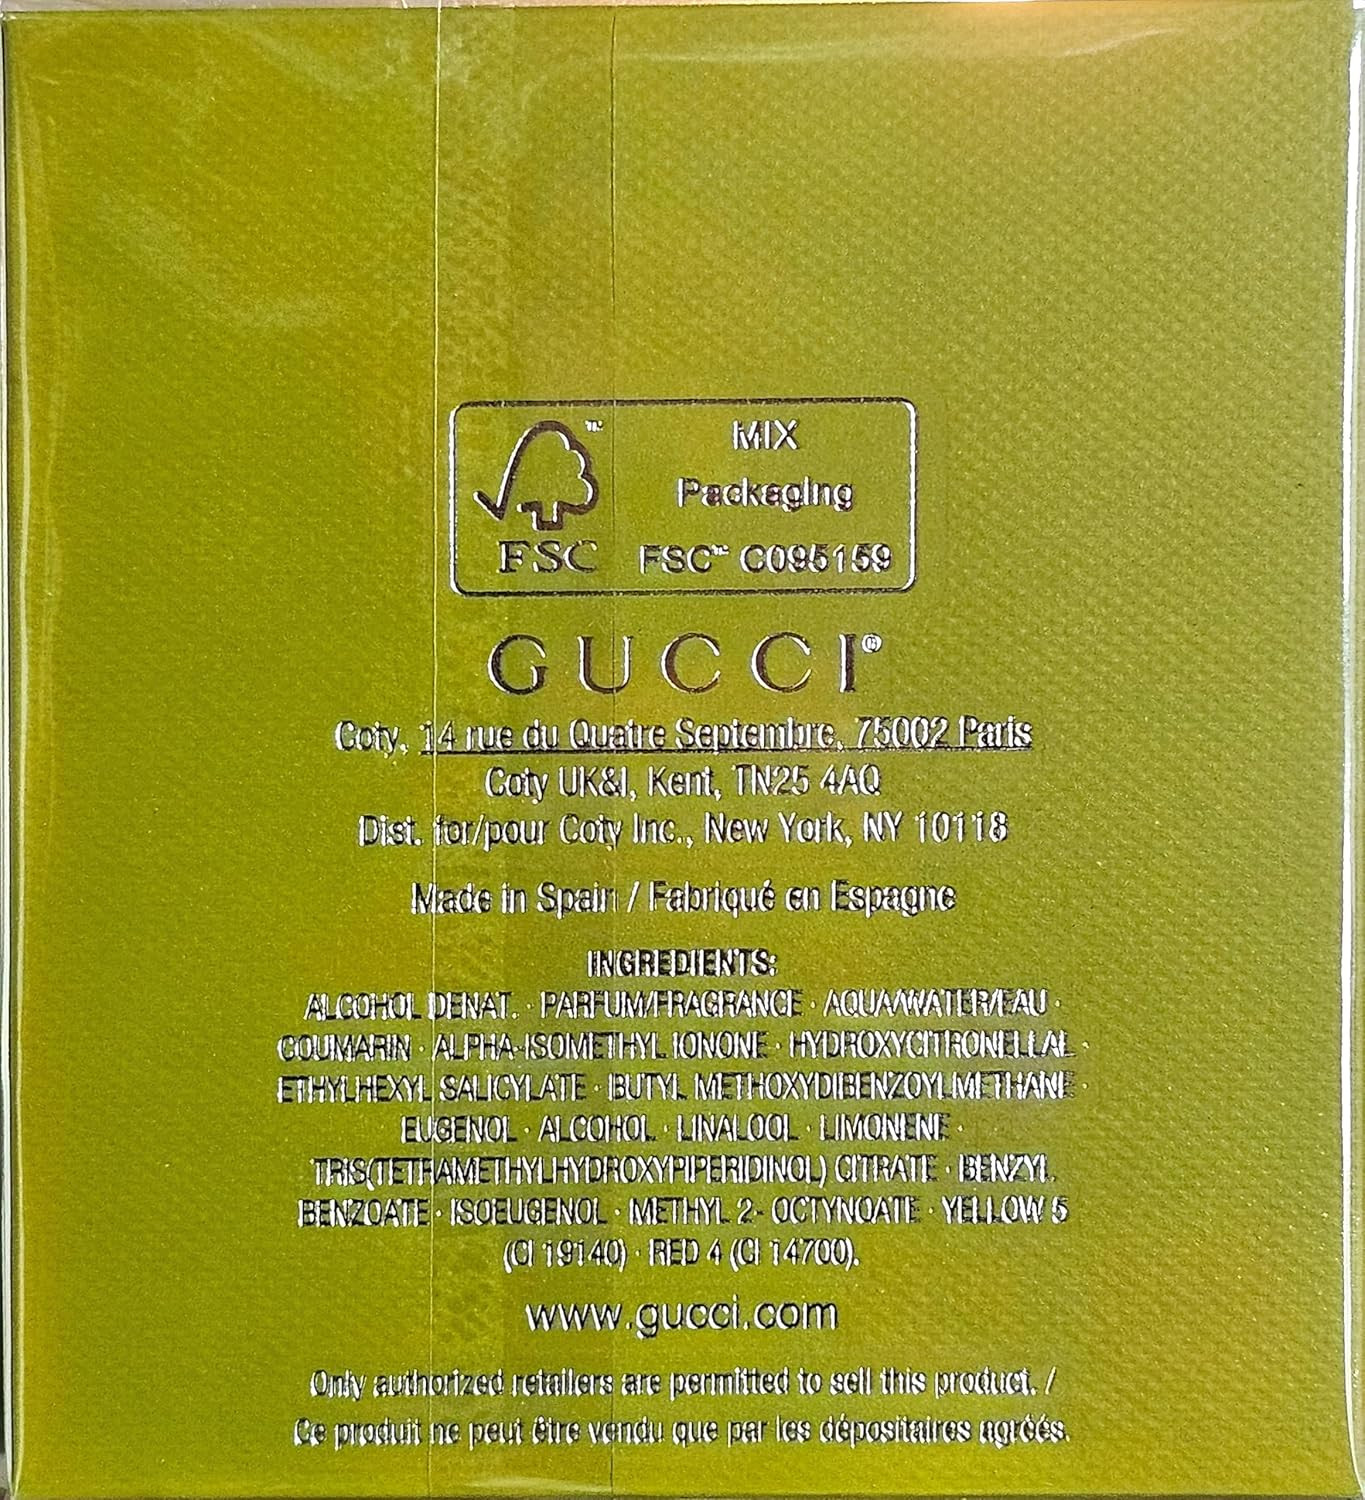 ™
MIX
Packaging
FSC FSC™ C095159
GUCCI®
Coty, 14 rue du Quatre Septembre, 75002 Paris
Coty UK&I, Kent, TN25 4AQ
Dist. for/pour Coty Inc., New York, NY 10118
Made in Spain / Fabriqué en Espagne
INGREDIENTS:
ALCOHOL DENAT. · PARFUM/FRAGRANCE · AQUA/WATER/EAU ·
COUMARIN · ALPHA-ISOMETHYL IONONE · HYDROXYCITRONELLAL ·
ETHYLHEXYL SALICYLATE · BUTYL METHOXYDIBENZOYLMETHANE ·
EUGENOL · ALCOHOL · LINALOOL · LIMONENE ·
TRIS(TETRAMETHYLHYDROXYPIPERIDINOL) CITRATE · BENZYL
BENZOATE · ISOEUGENOL · METHYL 2- OCTYNOATE · YELLOW 5
(CI 19140) · RED 4 (CI 14700).
www.gucci.com
Only authorized retailers are permitted to sell this product. /
Ce produit ne peut être vendu que par les dépositaires agréés.